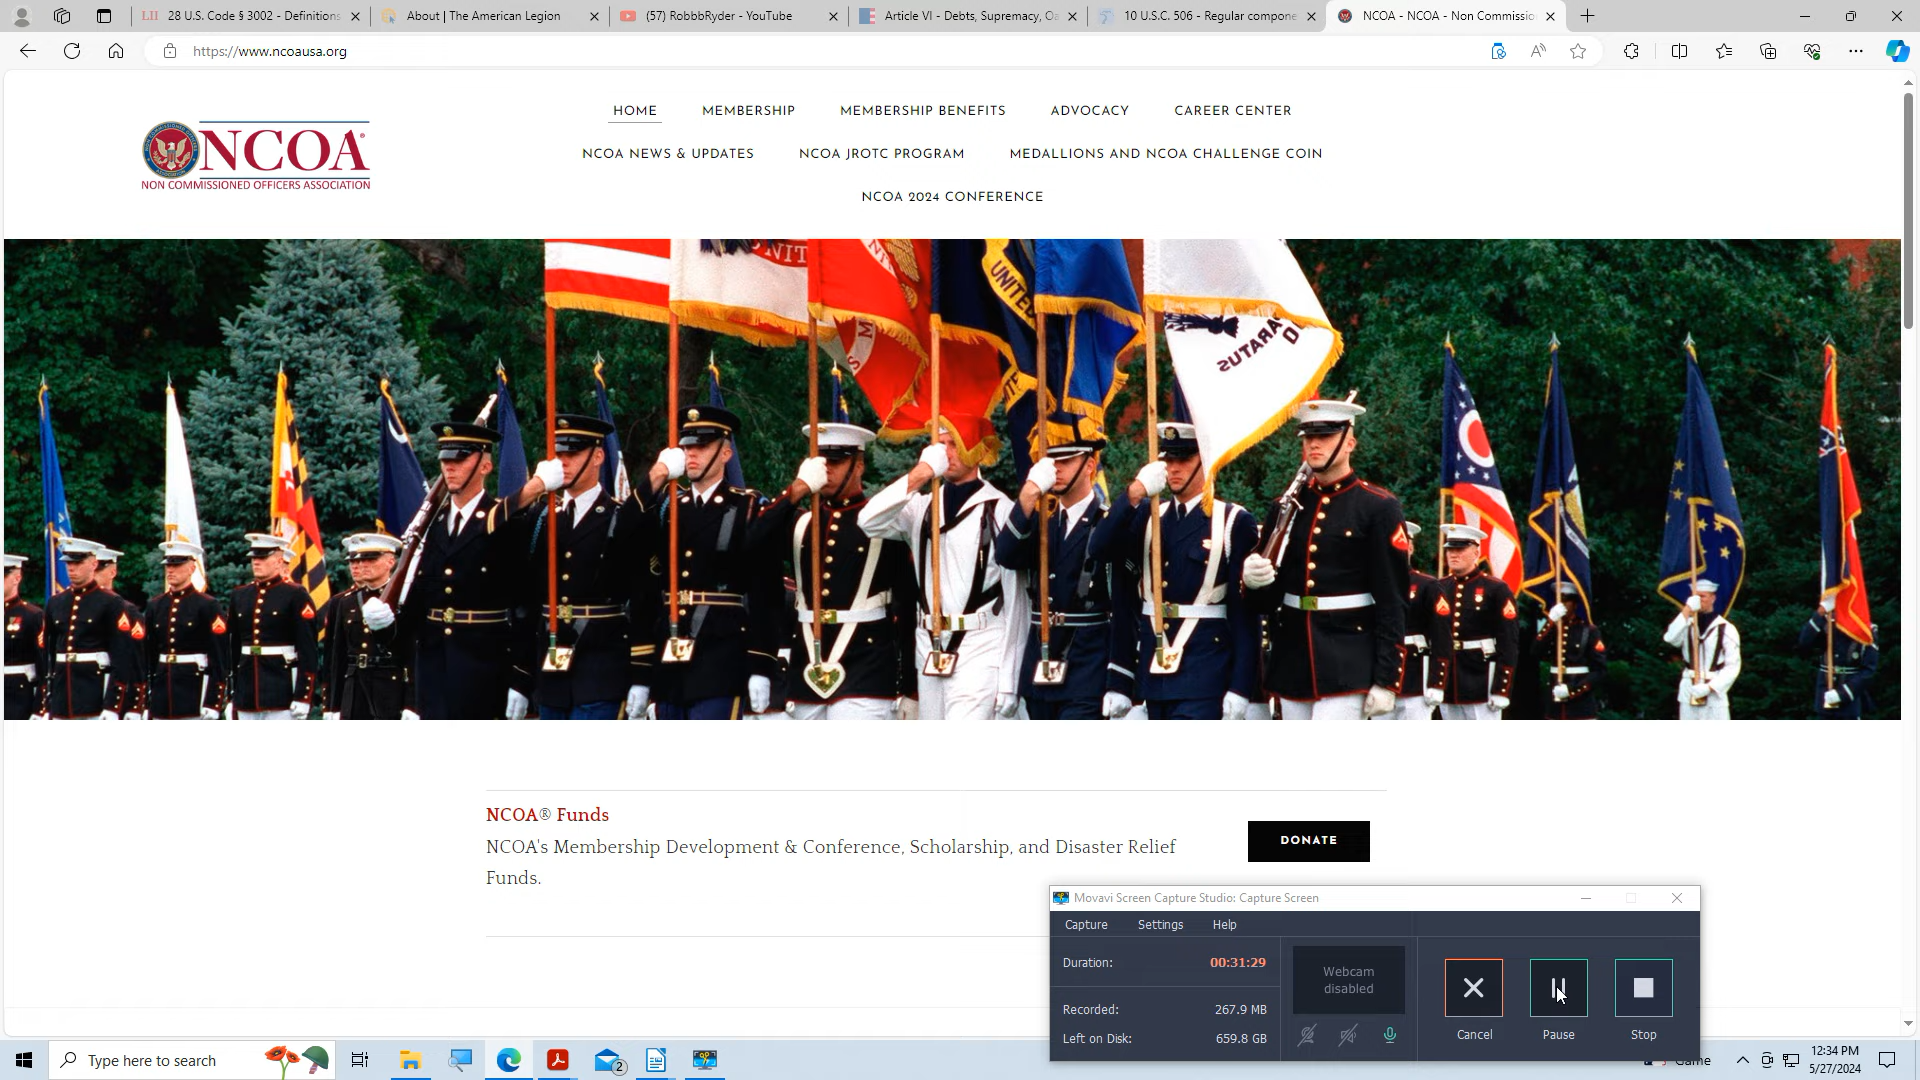 28 U.S. Code § 3002 - Definitions
About | The American Legion
(57) RobbbRyder - YouTube
Article VI - Debts, Supremacy, Oa
10 U.S.C. 506 - Regular compone
NCOA - NCOA - Non Commissio
https://www.ncoausa.org
NCOA
NON COMMISSIONED OFFICERS ASSOCIATION
HOME
MEMBERSHIP
MEMBERSHIP BENEFITS
ADVOCACY
CAREER CENTER
NCOA NEWS & UPDATES
NCOA JROTC PROGRAM
MEDALLIONS AND NCOA CHALLENGE COIN
NCOA 2024 CONFERENCE
NCOA® Funds
NCOA's Membership Development & Conference, Scholarship, and Disaster Relief
Funds.
DONATE
Movavi Screen Capture Studio: Capture Screen
Capture
Settings
Help
Duration:
00:31:29
Recorded:
267.9 MB
Left on Disk:
659.8 GB
Webcam
disabled
Cancel
Pause
Stop
Type here to search
2
Game
12:34 PM
5/27/2024